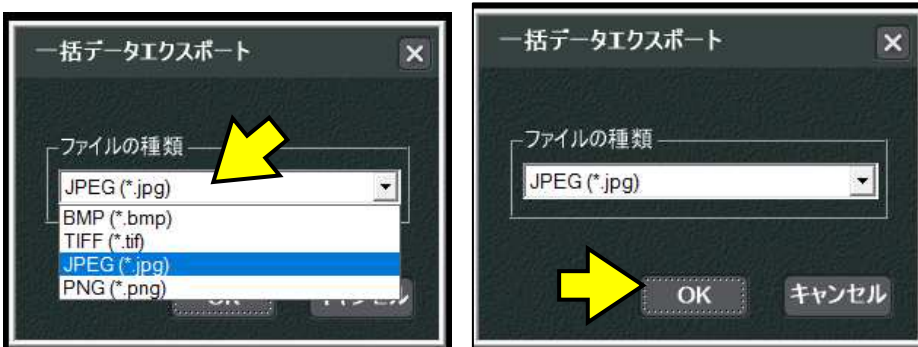 一括データエクスポート
ファイルの種類
JPEG (*.jpg)
BMP (*.bmp)
TIFF (*.tif)
JPEG (*.jpg)
PNG (*.png)
一括データエクスポート
ファイルの種類
JPEG (*.jpg)
OK
キャンセル